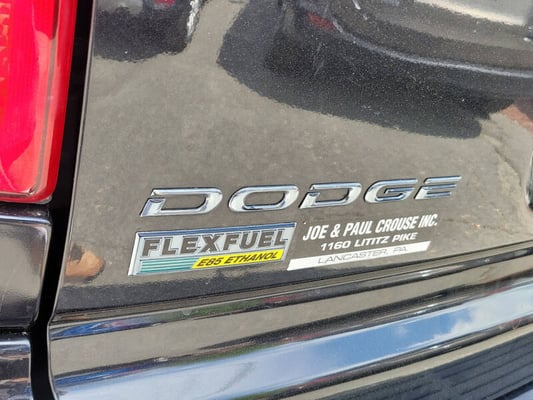 DODGE
FLEXFUEL
E85 ETHANOL
JOE & PAUL CROUSE INC.
1160 LITITZ PIKE
LANCASTER, PA